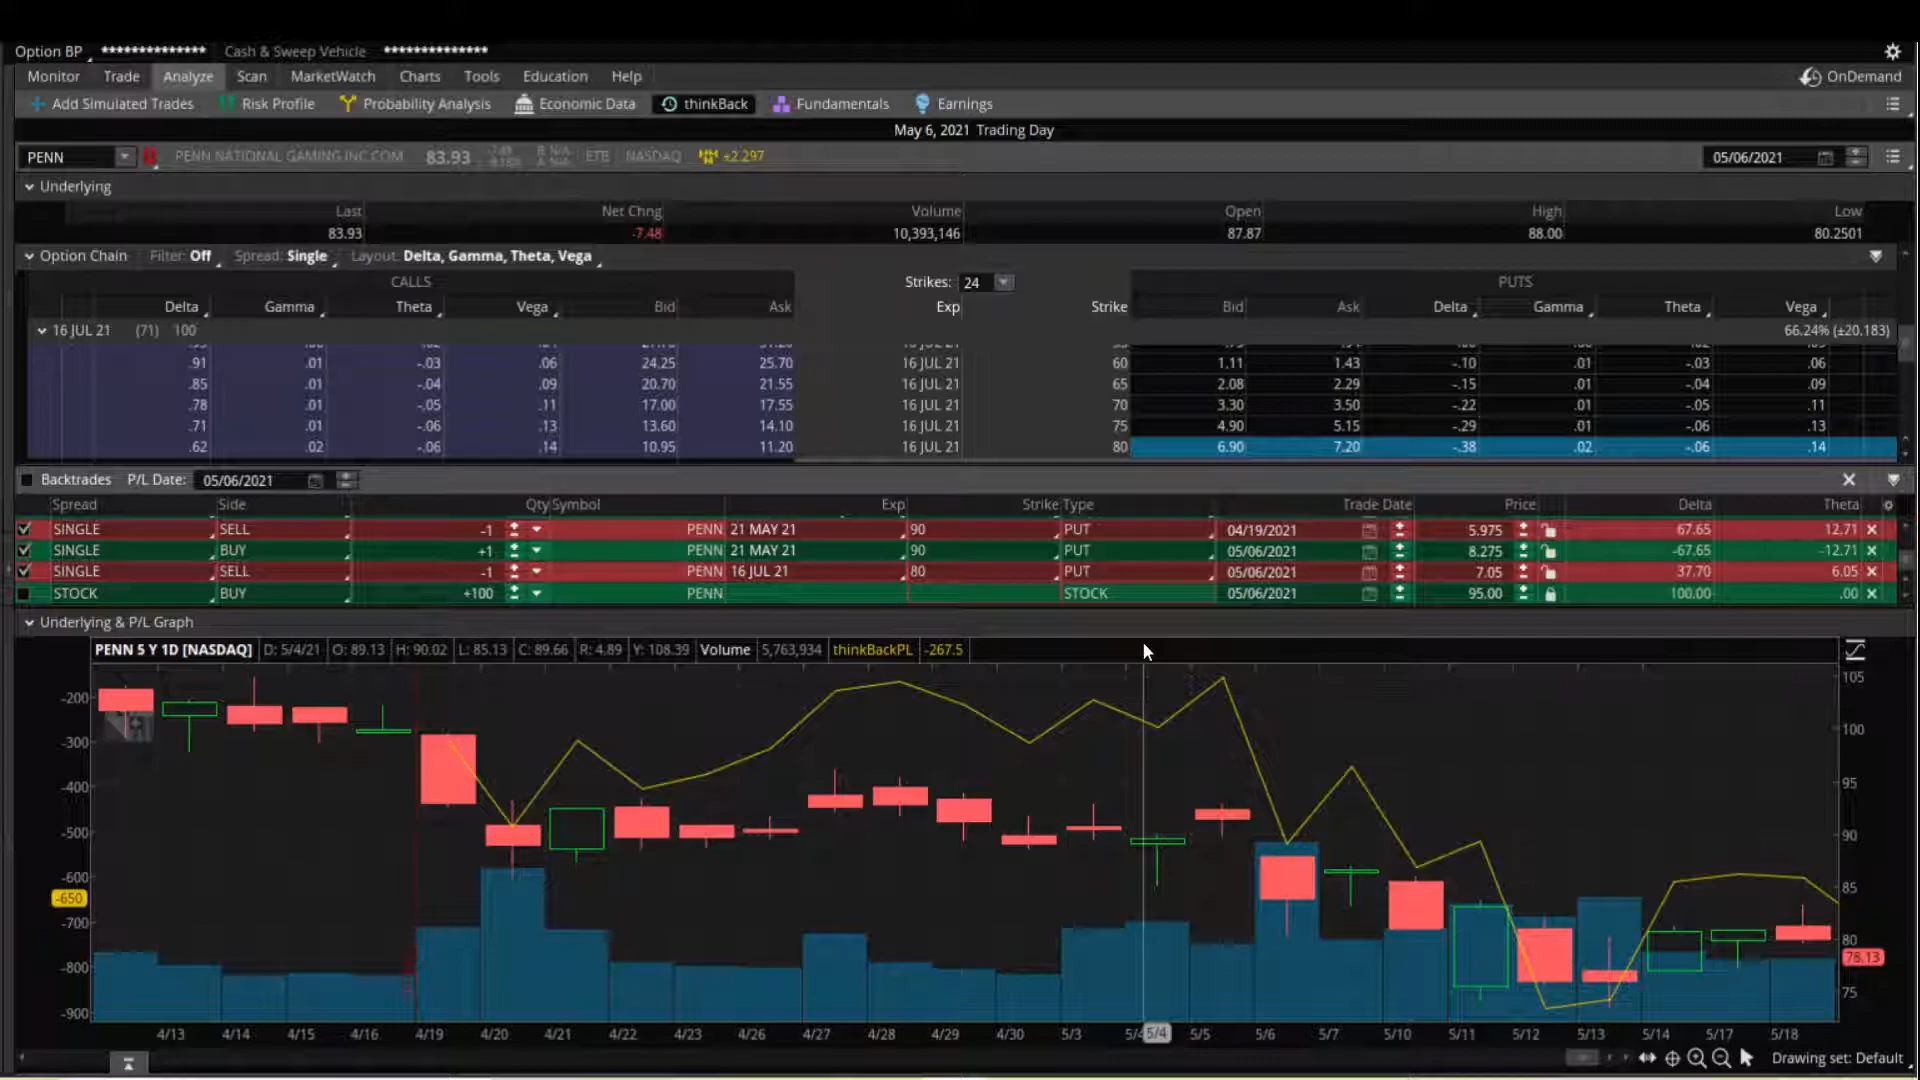 Option BP ************** Cash & Sweep Vehicle **************
Monitor Trade Analyze Scan MarketWatch Charts Tools Education Help OnDemand
Add Simulated Trades Risk Profile Probability Analysis Economic Data thinkBack Fundamentals Earnings
May 6, 2021 Trading Day
PENN PENN NATIONAL GAMING INC COM 83.93 B: N/A A: N/A ETB NASDAQ ±2.297 05/06/2021
Underlying
Last Net Chng Volume Open High Low
83.93 -7.48 10,393,146 87.87 88.00 80.2501
Option Chain Filter: Off Spread: Single Layout: Delta, Gamma, Theta, Vega
CALLS Strikes: 24 PUTS
Delta Gamma Theta Vega Bid Ask Exp Strike Bid Ask Delta Gamma Theta Vega
16 JUL 21 (71) 100 66.24% (±20.183)
.91 .01 -.03 .06 24.25 25.70 16 JUL 21 60 1.11 1.43 -.10 .01 -.03 .06
.85 .01 -.04 .09 20.70 21.55 16 JUL 21 65 2.08 2.29 -.15 .01 -.04 .09
.78 .01 -.05 .11 17.00 17.55 16 JUL 21 70 3.30 3.50 -.22 .01 -.05 .11
.71 .01 -.06 .13 13.60 14.10 16 JUL 21 75 4.90 5.15 -.29 .01 -.06 .13
.62 .02 -.06 .14 10.95 11.20 16 JUL 21 80 6.90 7.20 -.38 .02 -.06 .14
Backtrades P/L Date: 05/06/2021
Spread Side Qty Symbol Exp Strike Type Trade Date Price Delta Theta
SINGLE SELL -1 PENN 21 MAY 21 90 PUT 04/19/2021 5.975 67.65 12.71
SINGLE BUY +1 PENN 21 MAY 21 90 PUT 05/06/2021 8.275 -67.65 -12.71
SINGLE SELL -1 PENN 16 JUL 21 80 PUT 05/06/2021 7.05 37.70 6.05
STOCK BUY +100 PENN STOCK 05/06/2021 95.00 100.00 .00
Underlying & P/L Graph
PENN 5 Y 1D [NASDAQ] D: 5/4/21 O: 89.13 H: 90.02 L: 85.13 C: 89.66 R: 4.89 Y: 108.39 Volume 5,763,934 thinkBackPL -267.5
-200 105
-300 100
-400 95
-500 90
-600 85
-650
-700
80
78.13
-800
75
-900
4/13 4/14 4/15 4/16 4/19 4/20 4/21 4/22 4/23 4/26 4/27 4/28 4/29 4/30 5/3 5/4 5/5 5/6 5/7 5/10 5/11 5/12 5/13 5/14 5/17 5/18
Drawing set: Default